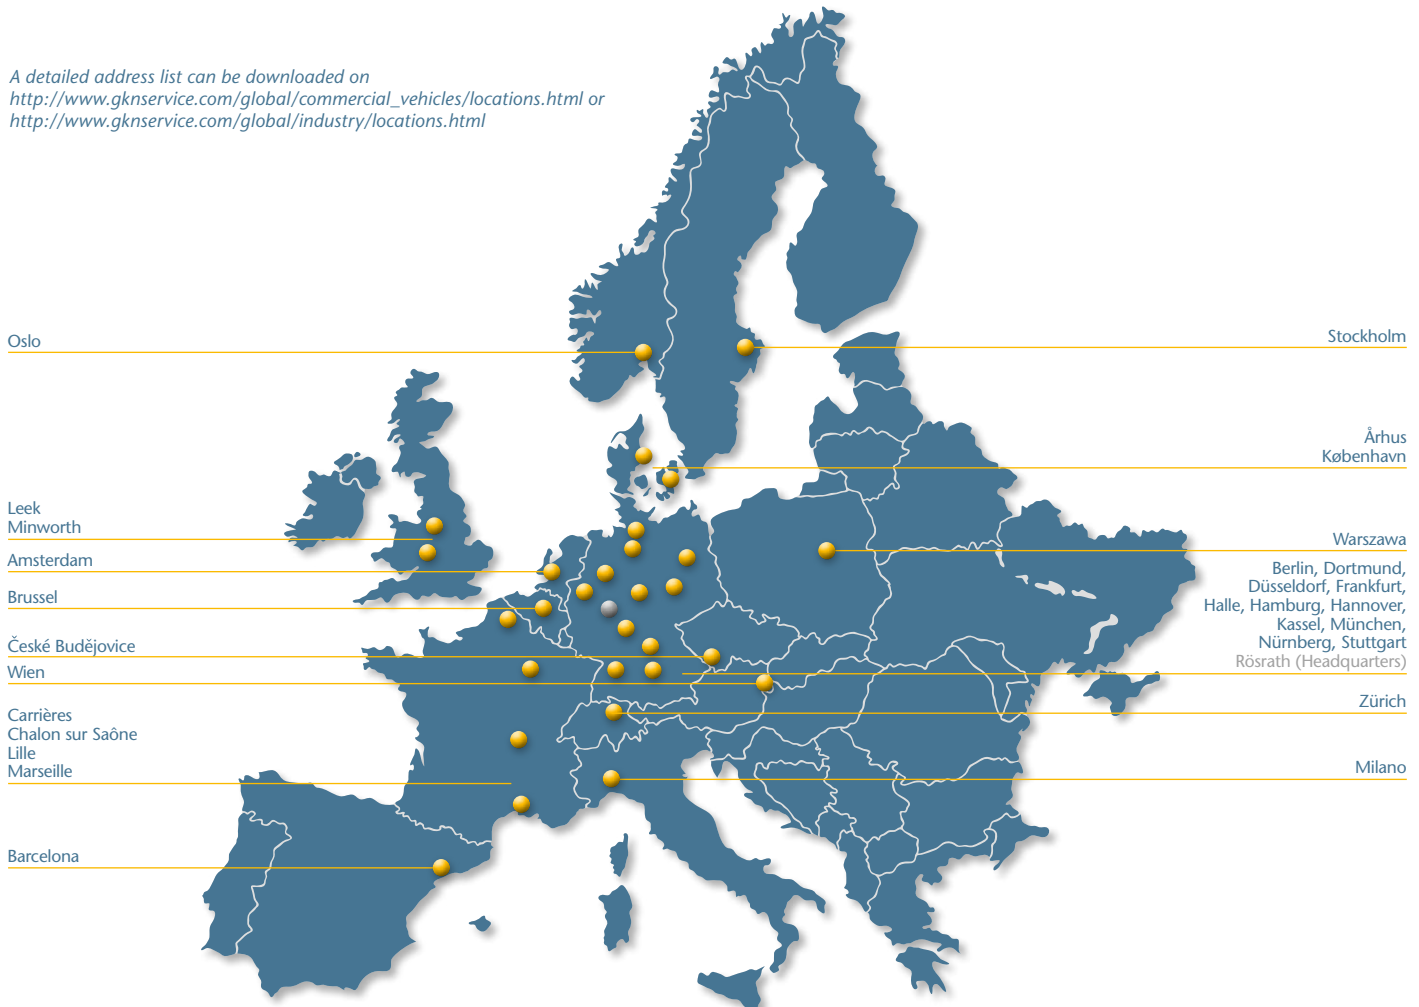 A detailed address list can be downloaded on
http://www.gknservice.com/global/commercial_vehicles/locations.html or
http://www.gknservice.com/global/industry/locations.html
Oslo
Leek
Minworth
Amsterdam
Brussel
České Budějovice
Wien
Carrières
Chalon sur Saône
Lille
Marseille
Barcelona
Stockholm
Århus
København
Warszawa
Berlin, Dortmund,
Düsseldorf, Frankfurt,
Halle, Hamburg, Hannover,
Kassel, München,
Nürnberg, Stuttgart
Rösrath (Headquarters)
Zürich
Milano